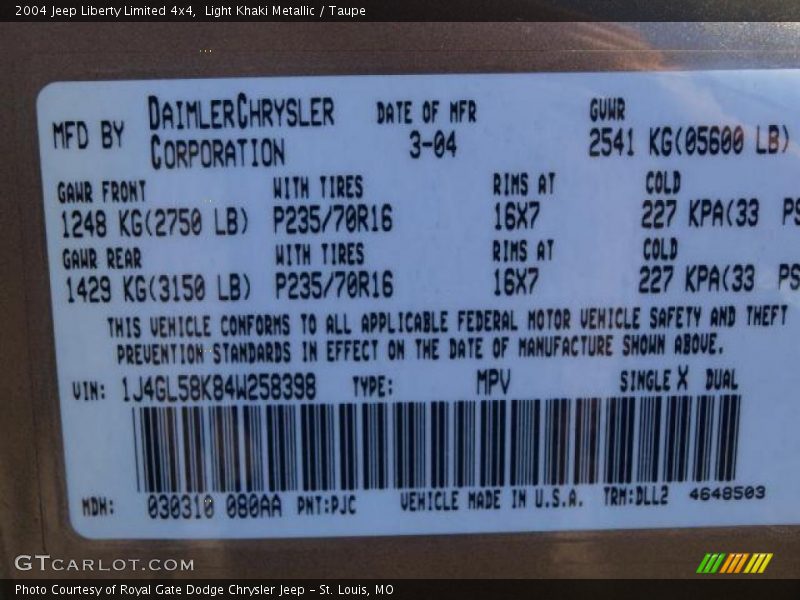 2004 Jeep Liberty Limited 4x4,  Light Khaki Metallic / Taupe
MFD BY DAIMLERCHRYSLER CORPORATION DATE OF MFR 3-04 GVWR 2541 KG(05600 LB)
GAWR FRONT WITH TIRES RIMS AT COLD
1248 KG(2750 LB) P235/70R16 16X7 227 KPA(33 PS
GAWR REAR WITH TIRES RIMS AT COLD
1429 KG(3150 LB) P235/70R16 16X7 227 KPA(33 PS
THIS VEHICLE CONFORMS TO ALL APPLICABLE FEDERAL MOTOR VEHICLE SAFETY AND THEFT
PREVENTION STANDARDS IN EFFECT ON THE DATE OF MANUFACTURE SHOWN ABOVE.
VIN: 1J4GL58K84W258398 TYPE: MPV SINGLE X DUAL
MDH: 030310 080AA PNT:PJC VEHICLE MADE IN U.S.A. TRM:DLL2 4648503
GTCARLOT.COM
Photo Courtesy of Royal Gate Dodge Chrysler Jeep - St. Louis, MO